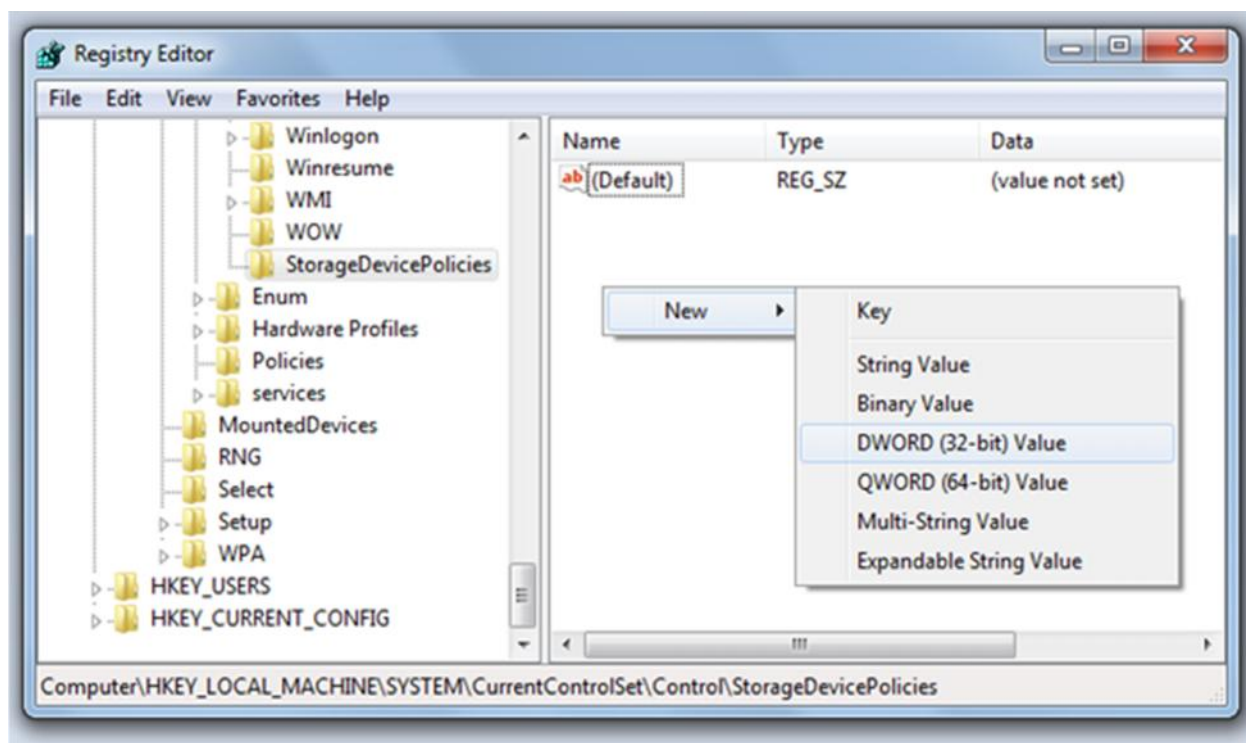 Registry Editor
File Edit View Favorites Help
Winlogon
Winresume
WMI
WOW
StorageDevicePolicies
Enum
Hardware Profiles
Policies
services
MountedDevices
RNG
Select
Setup
WPA
HKEY_USERS
HKEY_CURRENT_CONFIG
Name Type Data
ab (Default) REG_SZ (value not set)
New
Key
String Value
Binary Value
DWORD (32-bit) Value
QWORD (64-bit) Value
Multi-String Value
Expandable String Value
Computer\HKEY_LOCAL_MACHINE\SYSTEM\CurrentControlSet\Control\StorageDevicePolicies